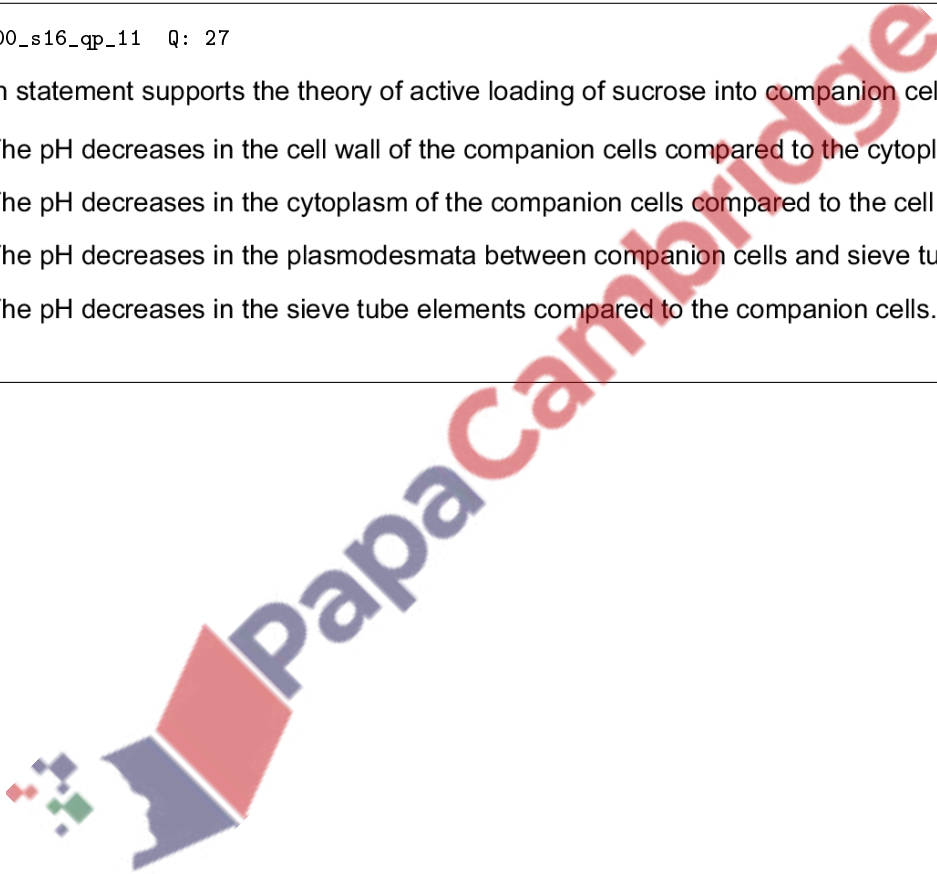 00_s16_qp_11 Q: 27
n statement supports the theory of active loading of sucrose into companion cel
he pH decreases in the cell wall of the companion cells compared to the cytopl
he pH decreases in the cytoplasm of the companion cells compared to the cell
he pH decreases in the plasmodesmata between companion cells and sieve tu
he pH decreases in the sieve tube elements compared to the companion cells.
PapaCambridge